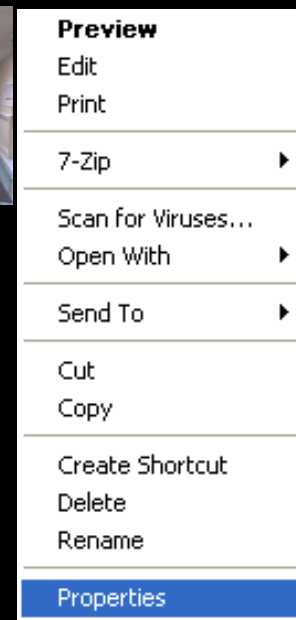 Preview
Edit
Print
7-Zip
Scan for Viruses...
Open With
Send To
Cut
Copy
Create Shortcut
Delete
Rename
Properties